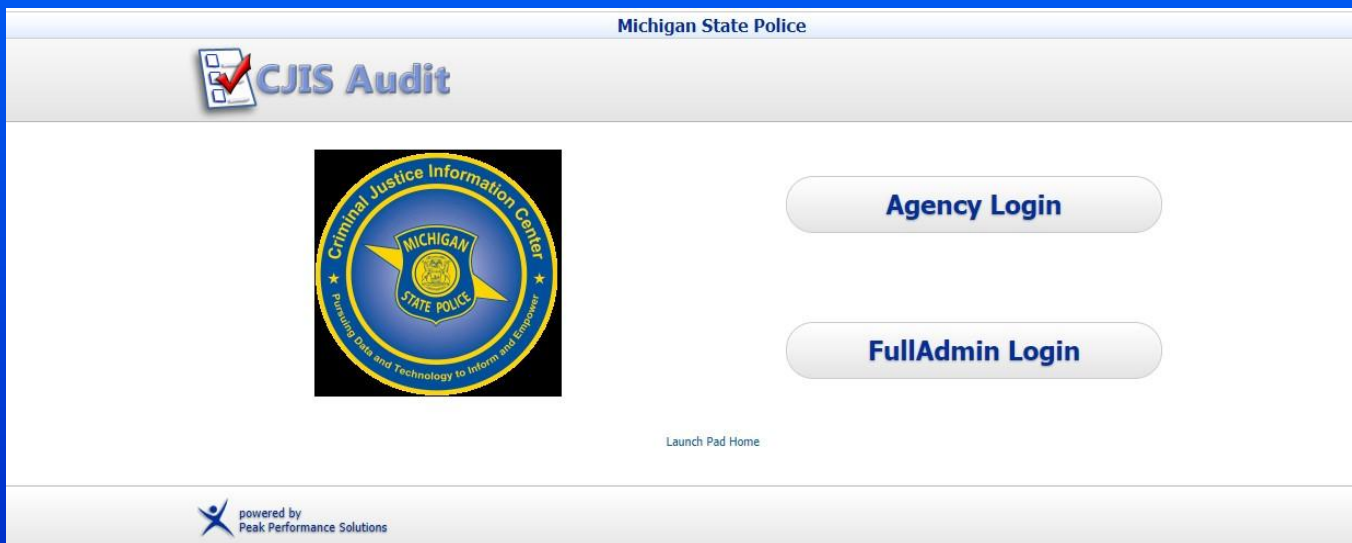 Michigan State Police
CJIS Audit
Criminal Justice Information Center
MICHIGAN
STATE POLICE
Pursuing Data and Technology to Inform and Empower
Agency Login
FullAdmin Login
Launch Pad Home
powered by
Peak Performance Solutions